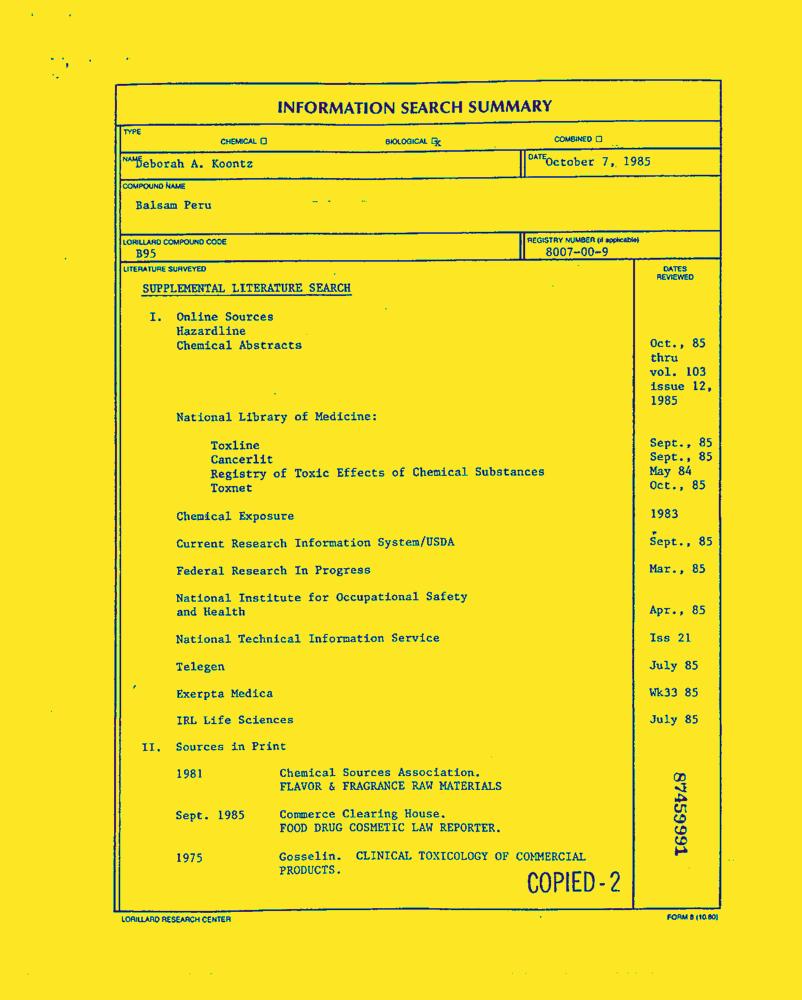 INFORMATION SEARCH SUMMARY
TYPE
CHEMICAL ☐ BIOLOGICAL ☒ COMBINED ☐
NAME Deborah A. Koontz DATE October 7, 1985
COMPOUND NAME
Balsam Peru
LORILLARD COMPOUND CODE REGISTRY NUMBER (if applicable)
B95 8007-00-9
LITERATURE SURVEYED DATES REVIEWED
SUPPLEMENTAL LITERATURE SEARCH
I. Online Sources
Hazardline
Chemical Abstracts Oct., 85
thru
vol. 103
issue 12,
1985
National Library of Medicine:
Toxline Sept., 85
Cancerlit Sept., 85
Registry of Toxic Effects of Chemical Substances May 84
Toxnet Oct., 85
Chemical Exposure 1983
Current Research Information System/USDA Sept., 85
Federal Research In Progress Mar., 85
National Institute for Occupational Safety
and Health Apr., 85
National Technical Information Service Iss 21
Telegen July 85
Exerpta Medica Wk33 85
IRL Life Sciences July 85
II. Sources in Print
1981 Chemical Sources Association.
FLAVOR & FRAGRANCE RAW MATERIALS
Sept. 1985 Commerce Clearing House.
FOOD DRUG COSMETIC LAW REPORTER.
1975 Gosselin. CLINICAL TOXICOLOGY OF COMMERCIAL
PRODUCTS.
COPIED-2
87459991
LORILLARD RESEARCH CENTER FORM 8 (10.80)